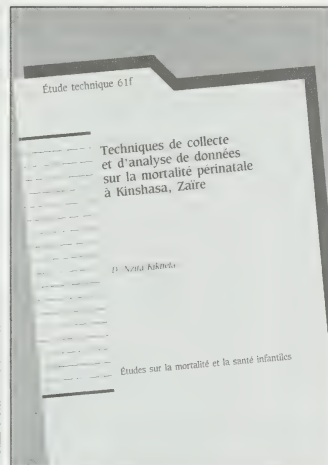 Étude technique 61f
Techniques de collecte
et d'analyse de données
sur la mortalité périnatale
à Kinshasa, Zaïre
Études sur la mortalité et la santé infantiles